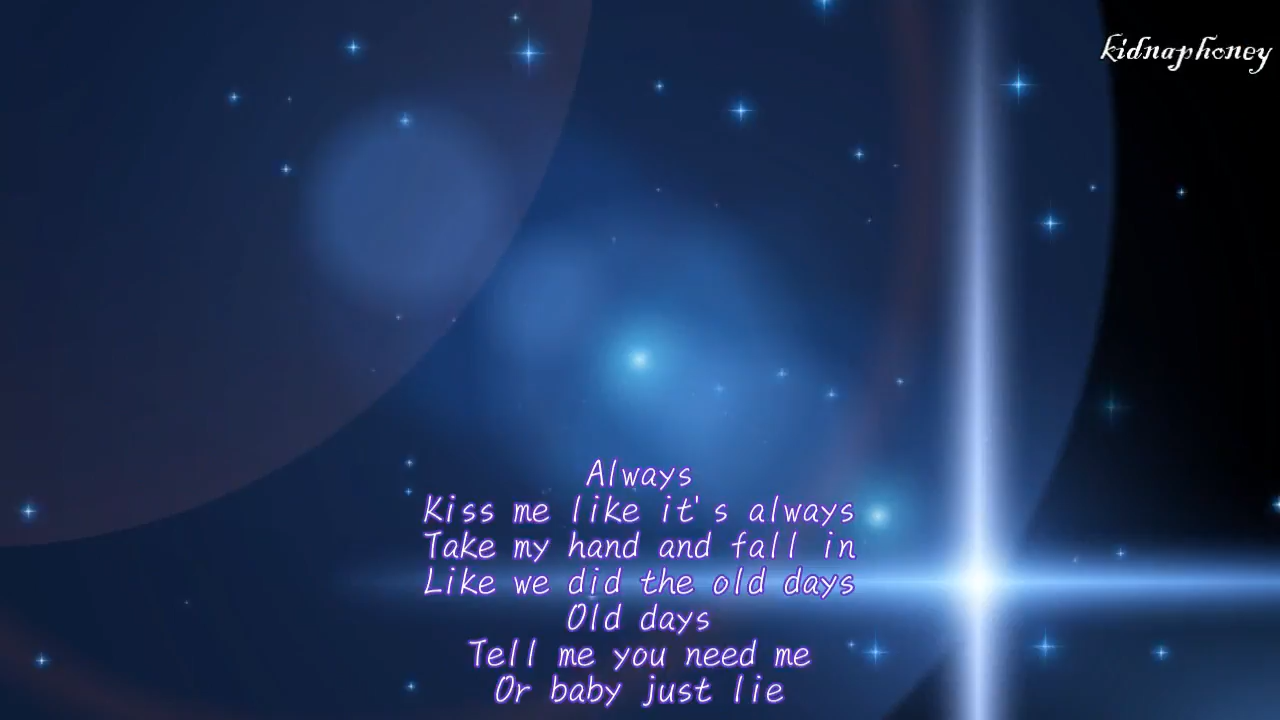 kidnaphoney
Always
Kiss me like it's always
Take my hand and fall in
Like we did the old days
Old days
Tell me you need me
Or baby just lie